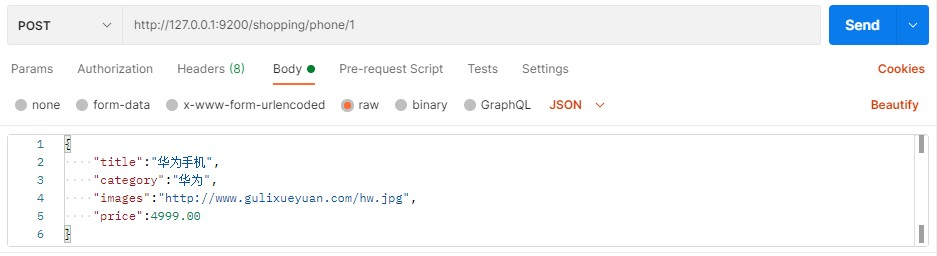 POST http://127.0.0.1:9200/shopping/phone/1 Send
Params Authorization Headers (8) Body Pre-request Script Tests Settings Cookies
none form-data x-www-form-urlencoded raw binary GraphQL JSON Beautify
1 {
2 "title":"华为手机",
3 "category":"华为",
4 "images":"http://www.gulixueyuan.com/hw.jpg",
5 "price":4999.00
6 }